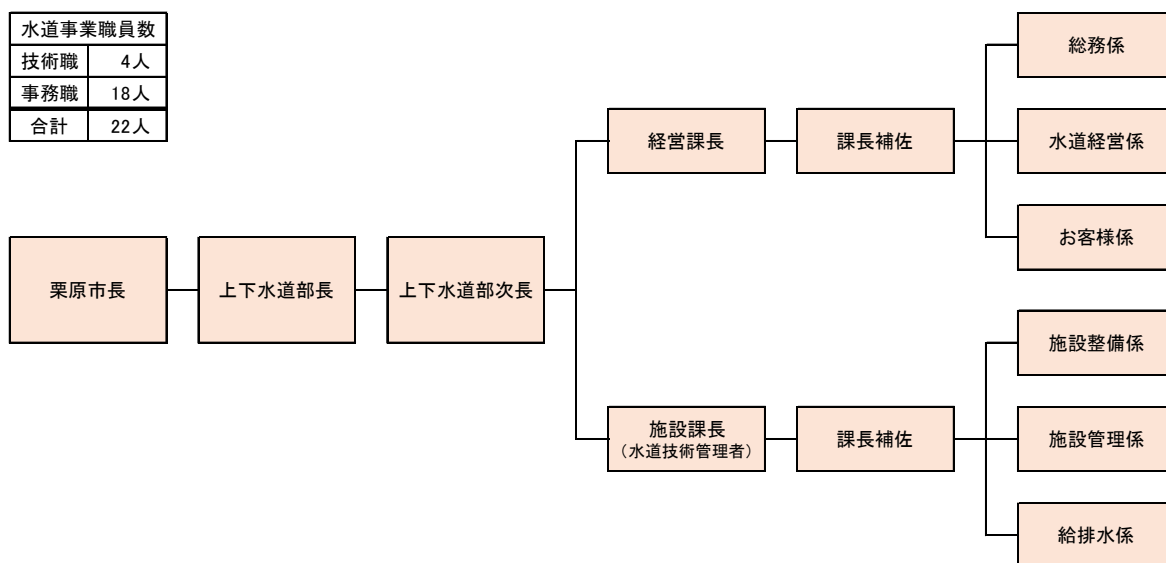 水道事業職員数
技術職 4人
事務職 18人
合計 22人
栗原市長
上下水道部長
上下水道部次長
経営課長
課長補佐
総務係
水道経営係
お客様係
施設課長
（水道技術管理者）
課長補佐
施設整備係
施設管理係
給排水係